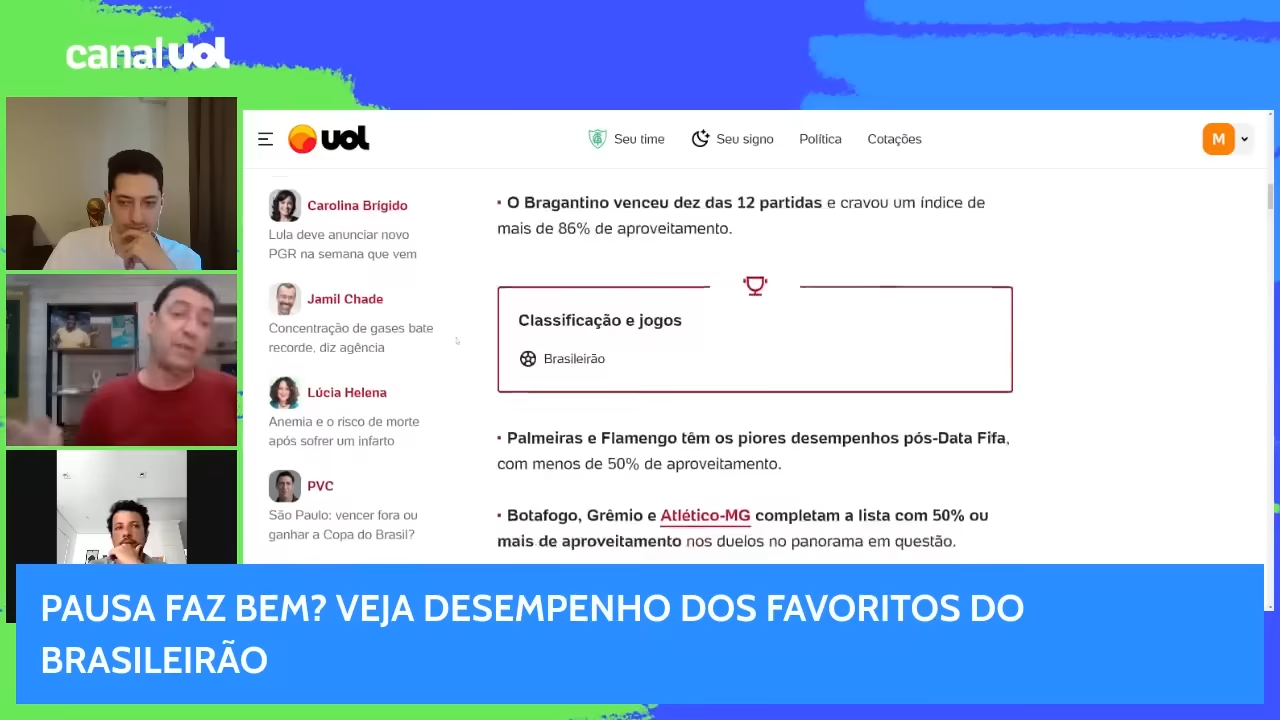 canal uol
uol
Seu time
Seu signo
Política
Cotações
M
Carolina Brígido
Lula deve anunciar novo
PGR na semana que vem
Jamil Chade
Concentração de gases bate
recorde, diz agência
Lúcia Helena
Anemia e o risco de morte
após sofrer um infarto
PVC
São Paulo: vencer fora ou
ganhar a Copa do Brasil?
• O Bragantino venceu dez das 12 partidas e cravou um índice de
mais de 86% de aproveitamento.
Classificação e jogos
Brasileirão
• Palmeiras e Flamengo têm os piores desempenhos pós-Data Fifa,
com menos de 50% de aproveitamento.
• Botafogo, Grêmio e Atlético-MG completam a lista com 50% ou
mais de aproveitamento nos duelos no panorama em questão.
PAUSA FAZ BEM? VEJA DESEMPENHO DOS FAVORITOS DO
BRASILEIRÃO